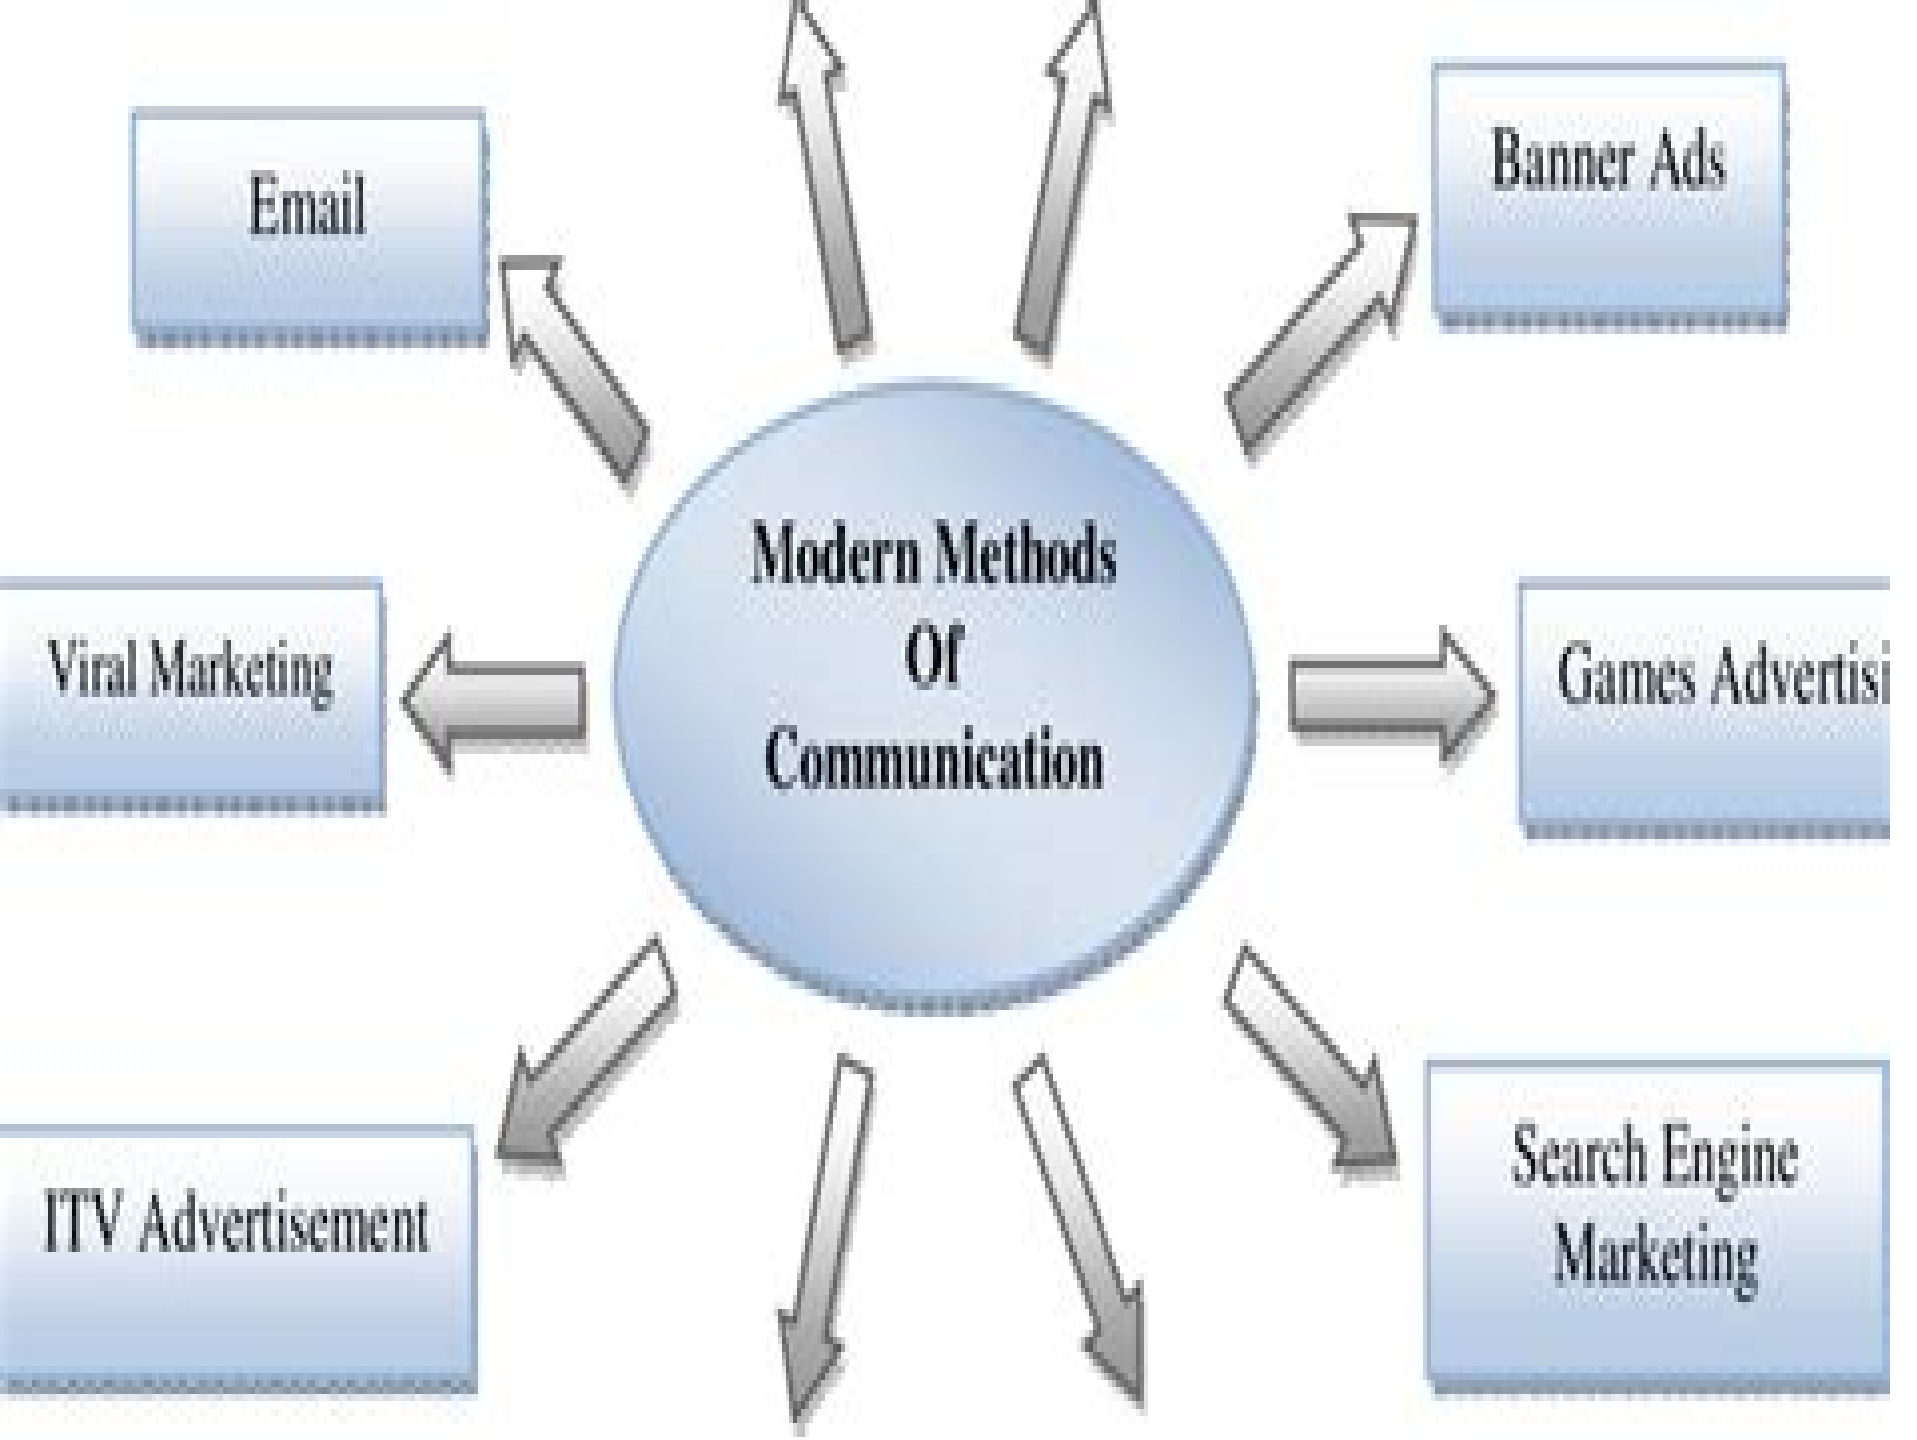 Banner Ads
Email
Modern Methods
Of
Communication
Viral Marketing
Games Advertisi
Search Engine
Marketing
ITV Advertisement